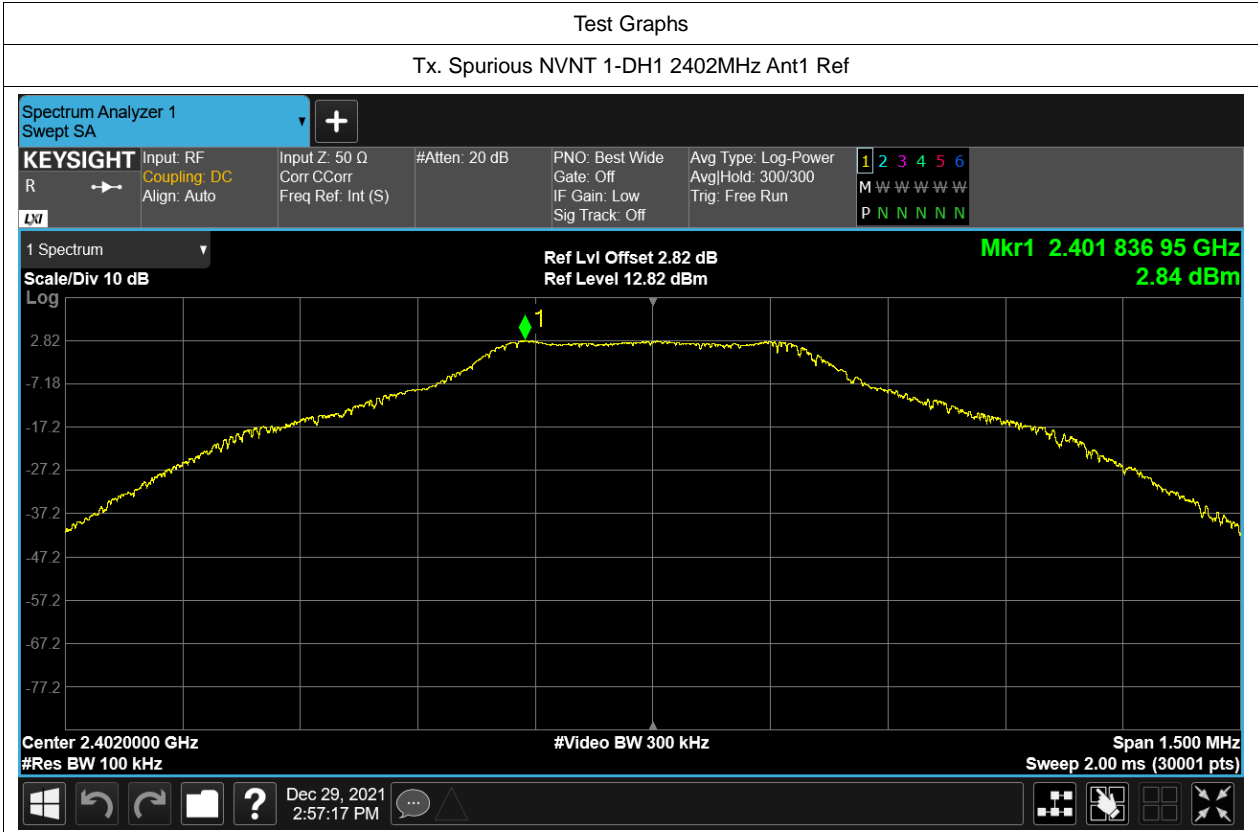 Test Graphs
Tx. Spurious NVNT 1-DH1 2402MHz Ant1 Ref
Spectrum Analyzer 1
Swept SA
+
KEYSIGHT Input: RF Input Z: 50 Ω #Atten: 20 dB PNO: Best Wide Avg Type: Log-Power 1 2 3 4 5 6
R Coupling: DC Corr CCorr Gate: Off Avg|Hold: 300/300 M W W W W W
Align: Auto Freq Ref: Int (S) IF Gain: Low Trig: Free Run
LXI Sig Track: Off P N N N N N
1 Spectrum Ref Lvl Offset 2.82 dB Mkr1 2.401 836 95 GHz
Scale/Div 10 dB Ref Level 12.82 dBm 2.84 dBm
Log
1
2.82
-7.18
-17.2
-27.2
-37.2
-47.2
-57.2
-67.2
-77.2
Center 2.4020000 GHz #Video BW 300 kHz Span 1.500 MHz
#Res BW 100 kHz Sweep 2.00 ms (30001 pts)
? Dec 29, 2021
2:57:17 PM